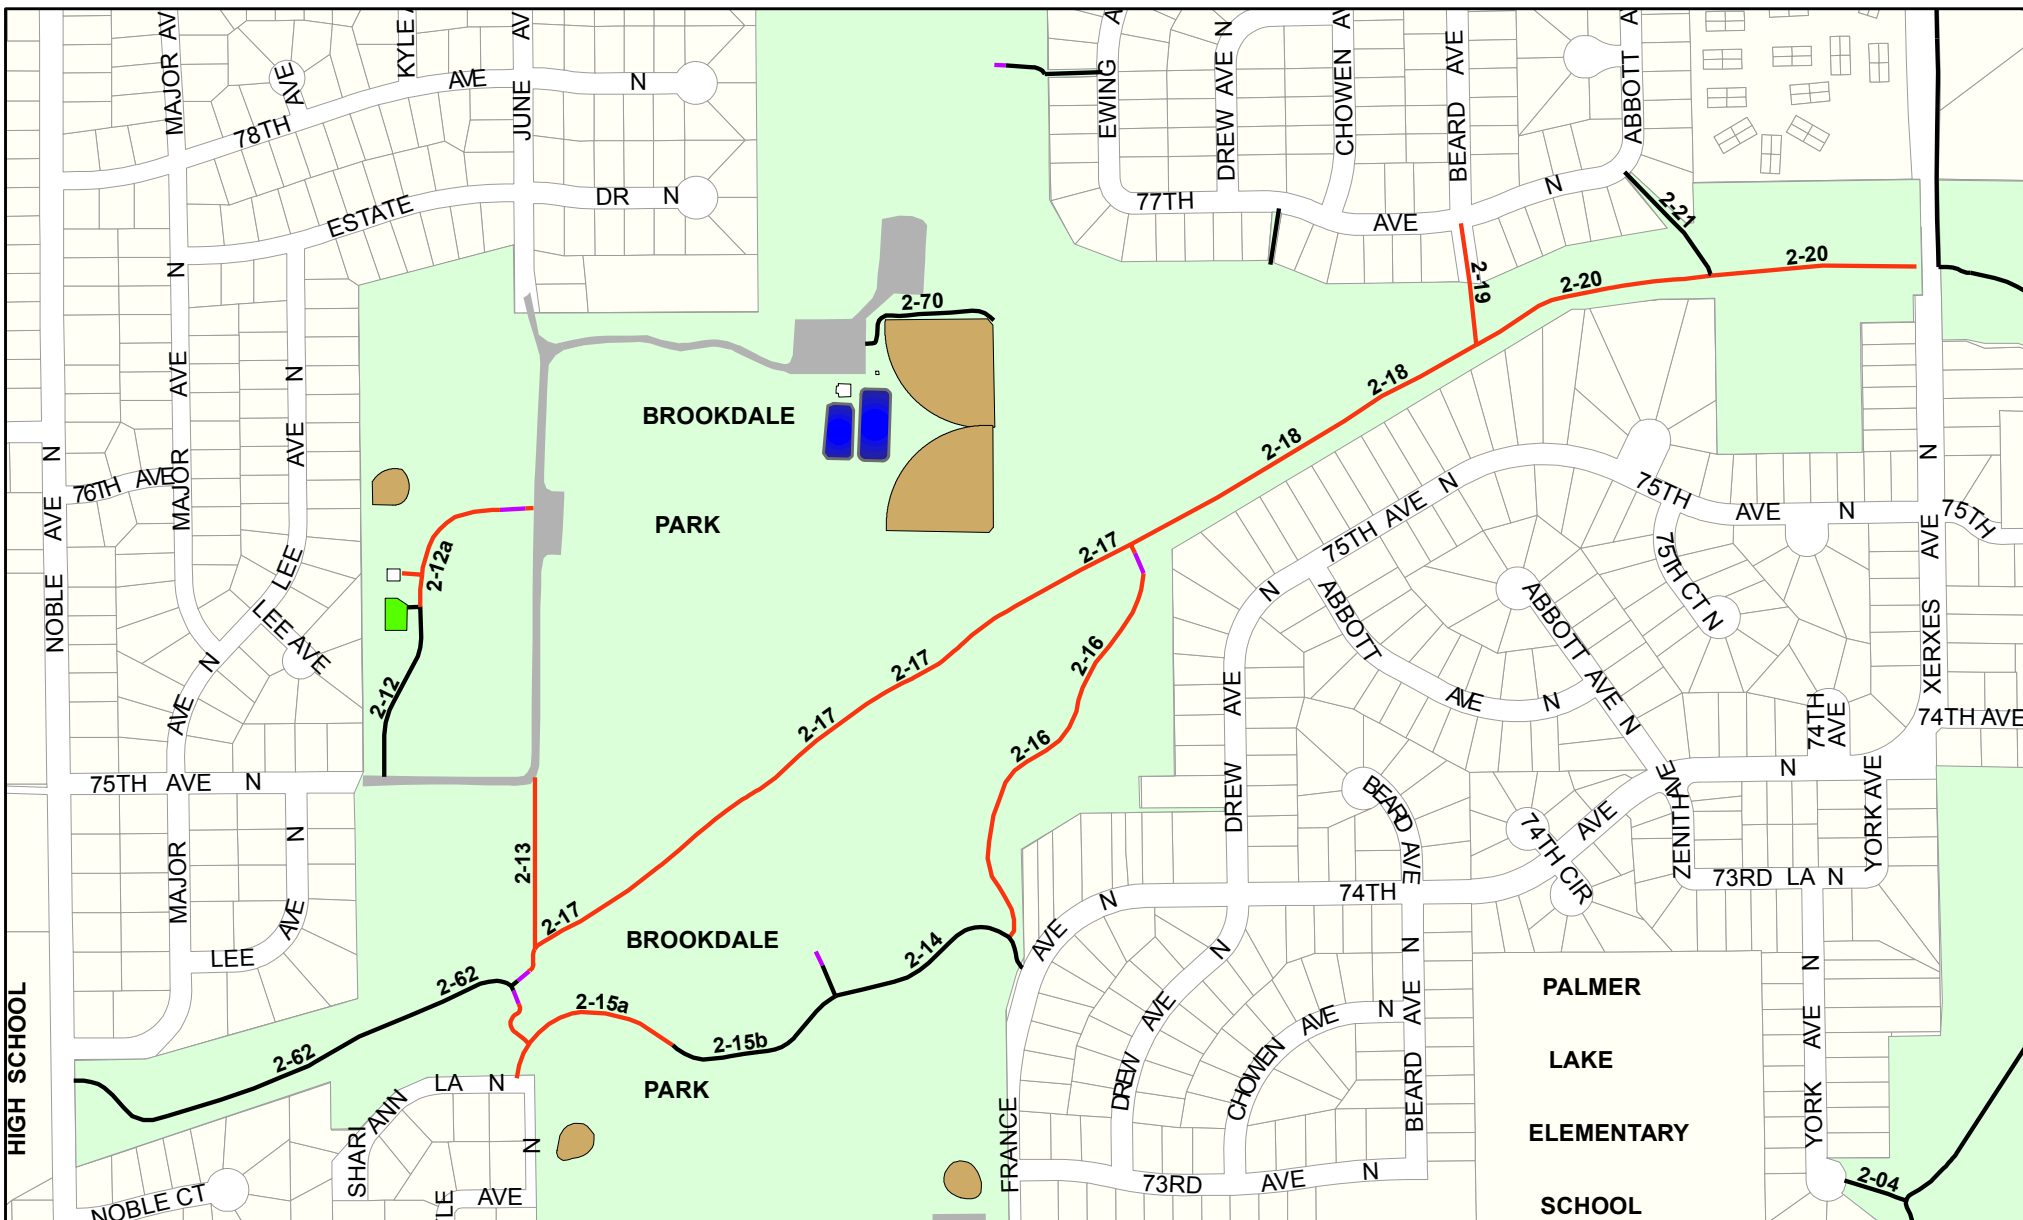 MAJOR AV
AVE
KYLE
JUNE AV
78TH AVE N
ESTATE DR N
EWING A
DREW AVE N
CHOWEN AV
BEARD AVE
ABBOTT A
77TH AVE N
2-21
2-20
2-20
2-19
2-70
2-18
2-18
BROOKDALE
PARK
NOBLE AVE N
76TH AVE
MAJOR AVE N
MAJOR
LEE AVE N
LEE AVE
AVE N
2-12a
2-12
2-17
2-17
2-17
2-17
2-16
2-16
75TH AVE N
75TH AVE N
75TH AVE N
75TH
75TH CT N
ABBOTT AVE N
ABBOTT AVE N
XERXES AVE N
74TH AVE
74TH AVE
DREW AVE N
BEARD AVE
74TH CIR
74TH AVE N
ZENITH AVE
YORK AVE
73RD LA N
MAJOR
LEE AVE N
2-13
BROOKDALE
PARK
2-14
2-62
2-62
2-15a
2-15b
HIGH SCHOOL
SHARI ANN LA N
N
NOBLE CT
LE AVE
FRANCE AVE N
DREW AVE N
CHOWEN AVE N
BEARD AVE N
73RD AVE N
PALMER
LAKE
ELEMENTARY
SCHOOL
YORK AVE N
2-04